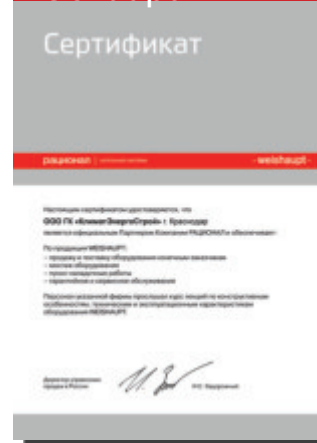 Сертификат
рационал
- weishaupt -
Настоящим сертификатом удостоверяется, что
ООО ГК «КлиматЭнергоСтрой» г. Краснодар
является официальным Партнером Компании РАЦИОНАЛ и обеспечивает:
По продукции WEISHAUPT:
- продажу и поставку оборудования конечным заказчикам
- монтаж оборудования
- пуско-наладочные работы
- гарантийное и сервисное обслуживание
Персонал указанной фирмы прослушал курс лекций по конструктивным
особенностям, техническим и эксплуатационным характеристикам
оборудования WEISHAUPT.
Директор управления
продаж в России